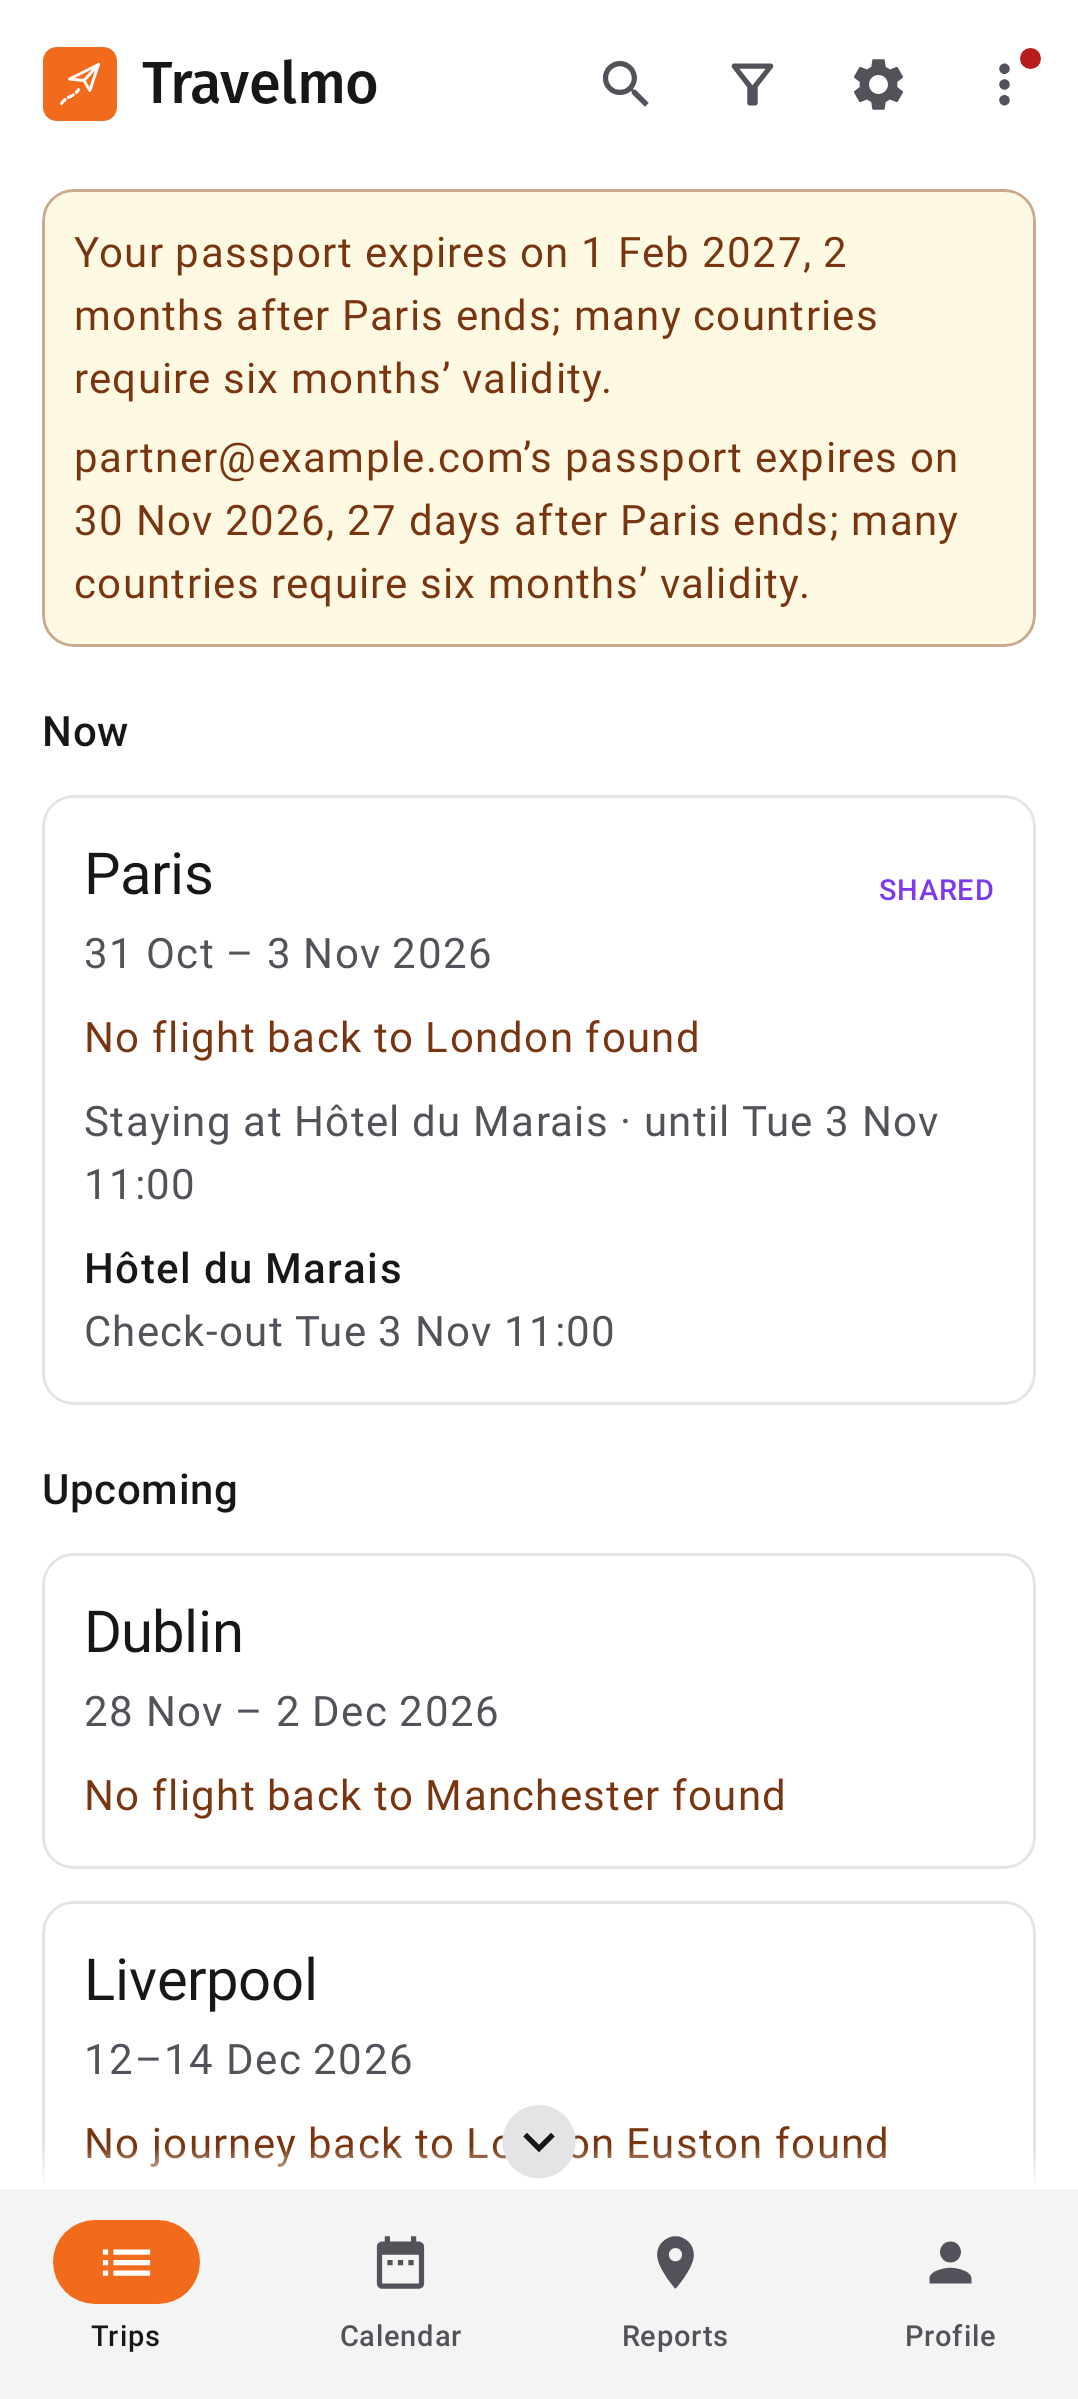 Travelmo
Your passport expires on 1 Feb 2027, 2
months after Paris ends; many countries
require six months’ validity.
partner@example.com’s passport expires on
30 Nov 2026, 27 days after Paris ends; many
countries require six months’ validity.
Now
Paris
SHARED
31 Oct – 3 Nov 2026
No flight back to London found
Staying at Hôtel du Marais · until Tue 3 Nov
11:00
Hôtel du Marais
Check-out Tue 3 Nov 11:00
Upcoming
Dublin
28 Nov – 2 Dec 2026
No flight back to Manchester found
Liverpool
12–14 Dec 2026
No journey back to London Euston found
Trips
Calendar
Reports
Profile